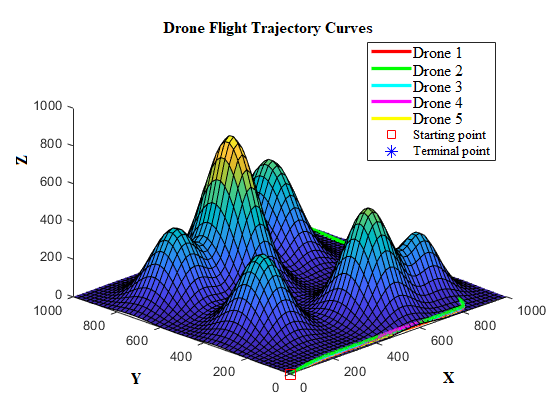 Drone Flight Trajectory Curves
Drone 1
Drone 2
Drone 3
Drone 4
Drone 5
Starting point
Terminal point
1000
800
600
400
200
0
Z
1000
800
600
400
200
0
Y
0
200
400
600
800
1000
X